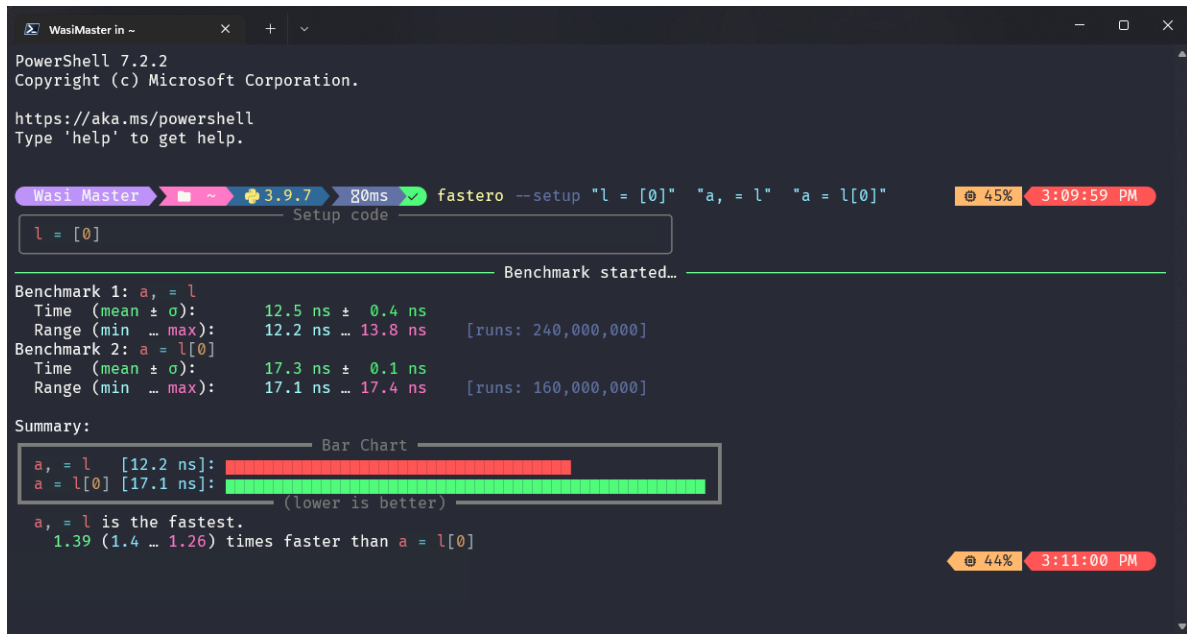 WasiMaster in ~
PowerShell 7.2.2
Copyright (c) Microsoft Corporation.
https://aka.ms/powershell
Type 'help' to get help.
Wasi Master ~ 3.9.7 0ms fastero --setup "l = [0]" "a, = l" "a = l[0]" 45% 3:09:59 PM
Setup code
l = [0]
Benchmark started…
Benchmark 1: a, = l
Time (mean ± σ): 12.5 ns ± 0.4 ns
Range (min … max): 12.2 ns … 13.8 ns [runs: 240,000,000]
Benchmark 2: a = l[0]
Time (mean ± σ): 17.3 ns ± 0.1 ns
Range (min … max): 17.1 ns … 17.4 ns [runs: 160,000,000]
Summary:
Bar Chart
a, = l [12.2 ns]:
a = l[0] [17.1 ns]:
(lower is better)
a, = l is the fastest.
1.39 (1.4 … 1.26) times faster than a = l[0]
44% 3:11:00 PM